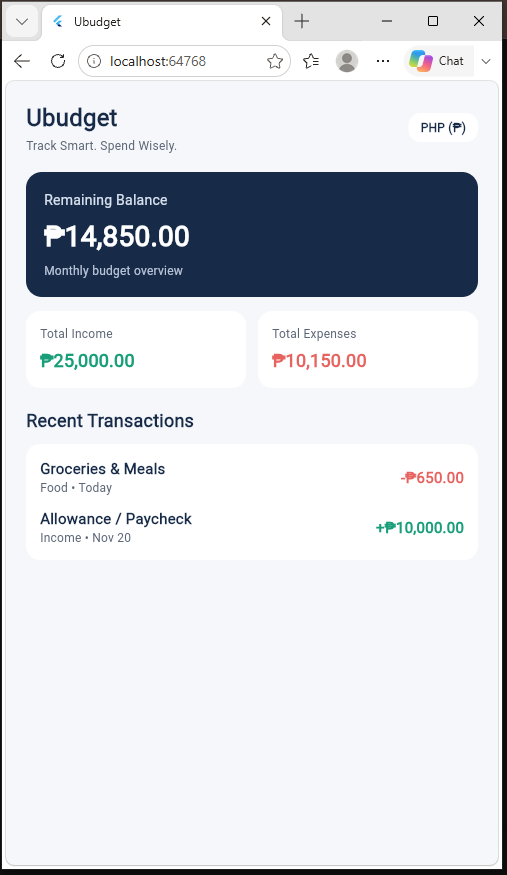 Ubudget
localhost:64768
Chat
Ubudget
Track Smart. Spend Wisely.
PHP (₱)
Remaining Balance
₱14,850.00
Monthly budget overview
Total Income
₱25,000.00
Total Expenses
₱10,150.00
Recent Transactions
Groceries & Meals
Food • Today
-₱650.00
Allowance / Paycheck
Income • Nov 20
+₱10,000.00